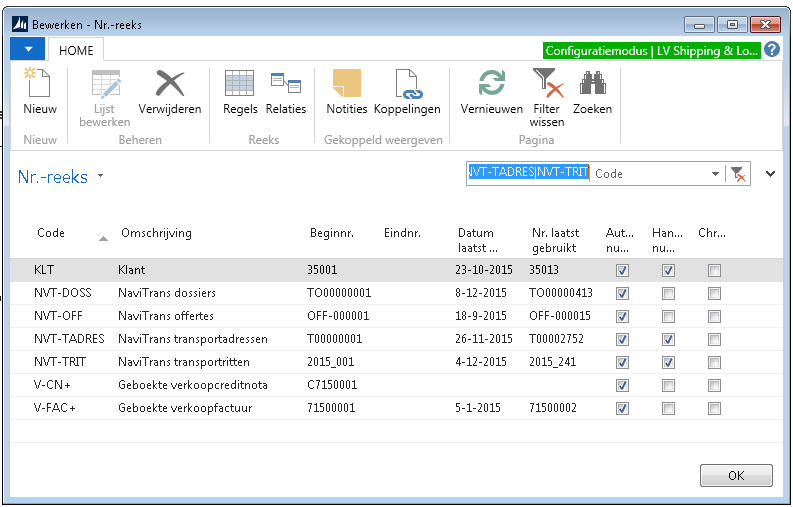 Bewerken - Nr.-reeks
HOME
Configuratiemodus | LV Shipping & Lo...
Nieuw
Lijst bewerken
Verwijderen
Regels
Relaties
Notities
Koppelingen
Vernieuwen
Filter wissen
Zoeken
Nieuw
Beheren
Reeks
Gekoppeld weergeven
Pagina
Nr.-reeks
NVT-TADRES|NVT-TRIT Code
Code Omschrijving Beginnr. Eindnr. Datum laatst ... Nr. laatst gebruikt Aut... nu... Han... nu... Chr...
KLT Klant 35001 23-10-2015 35013
NVT-DOSS NaviTrans dossiers TO00000001 8-12-2015 TO00000413
NVT-OFF NaviTrans offertes OFF-000001 18-9-2015 OFF-000015
NVT-TADRES NaviTrans transportadressen T00000001 26-11-2015 T00002752
NVT-TRIT NaviTrans transportritten 2015_001 4-12-2015 2015_241
V-CN+ Geboekte verkoopcreditnota C7150001
V-FAC+ Geboekte verkoopfactuur 71500001 5-1-2015 71500002
OK